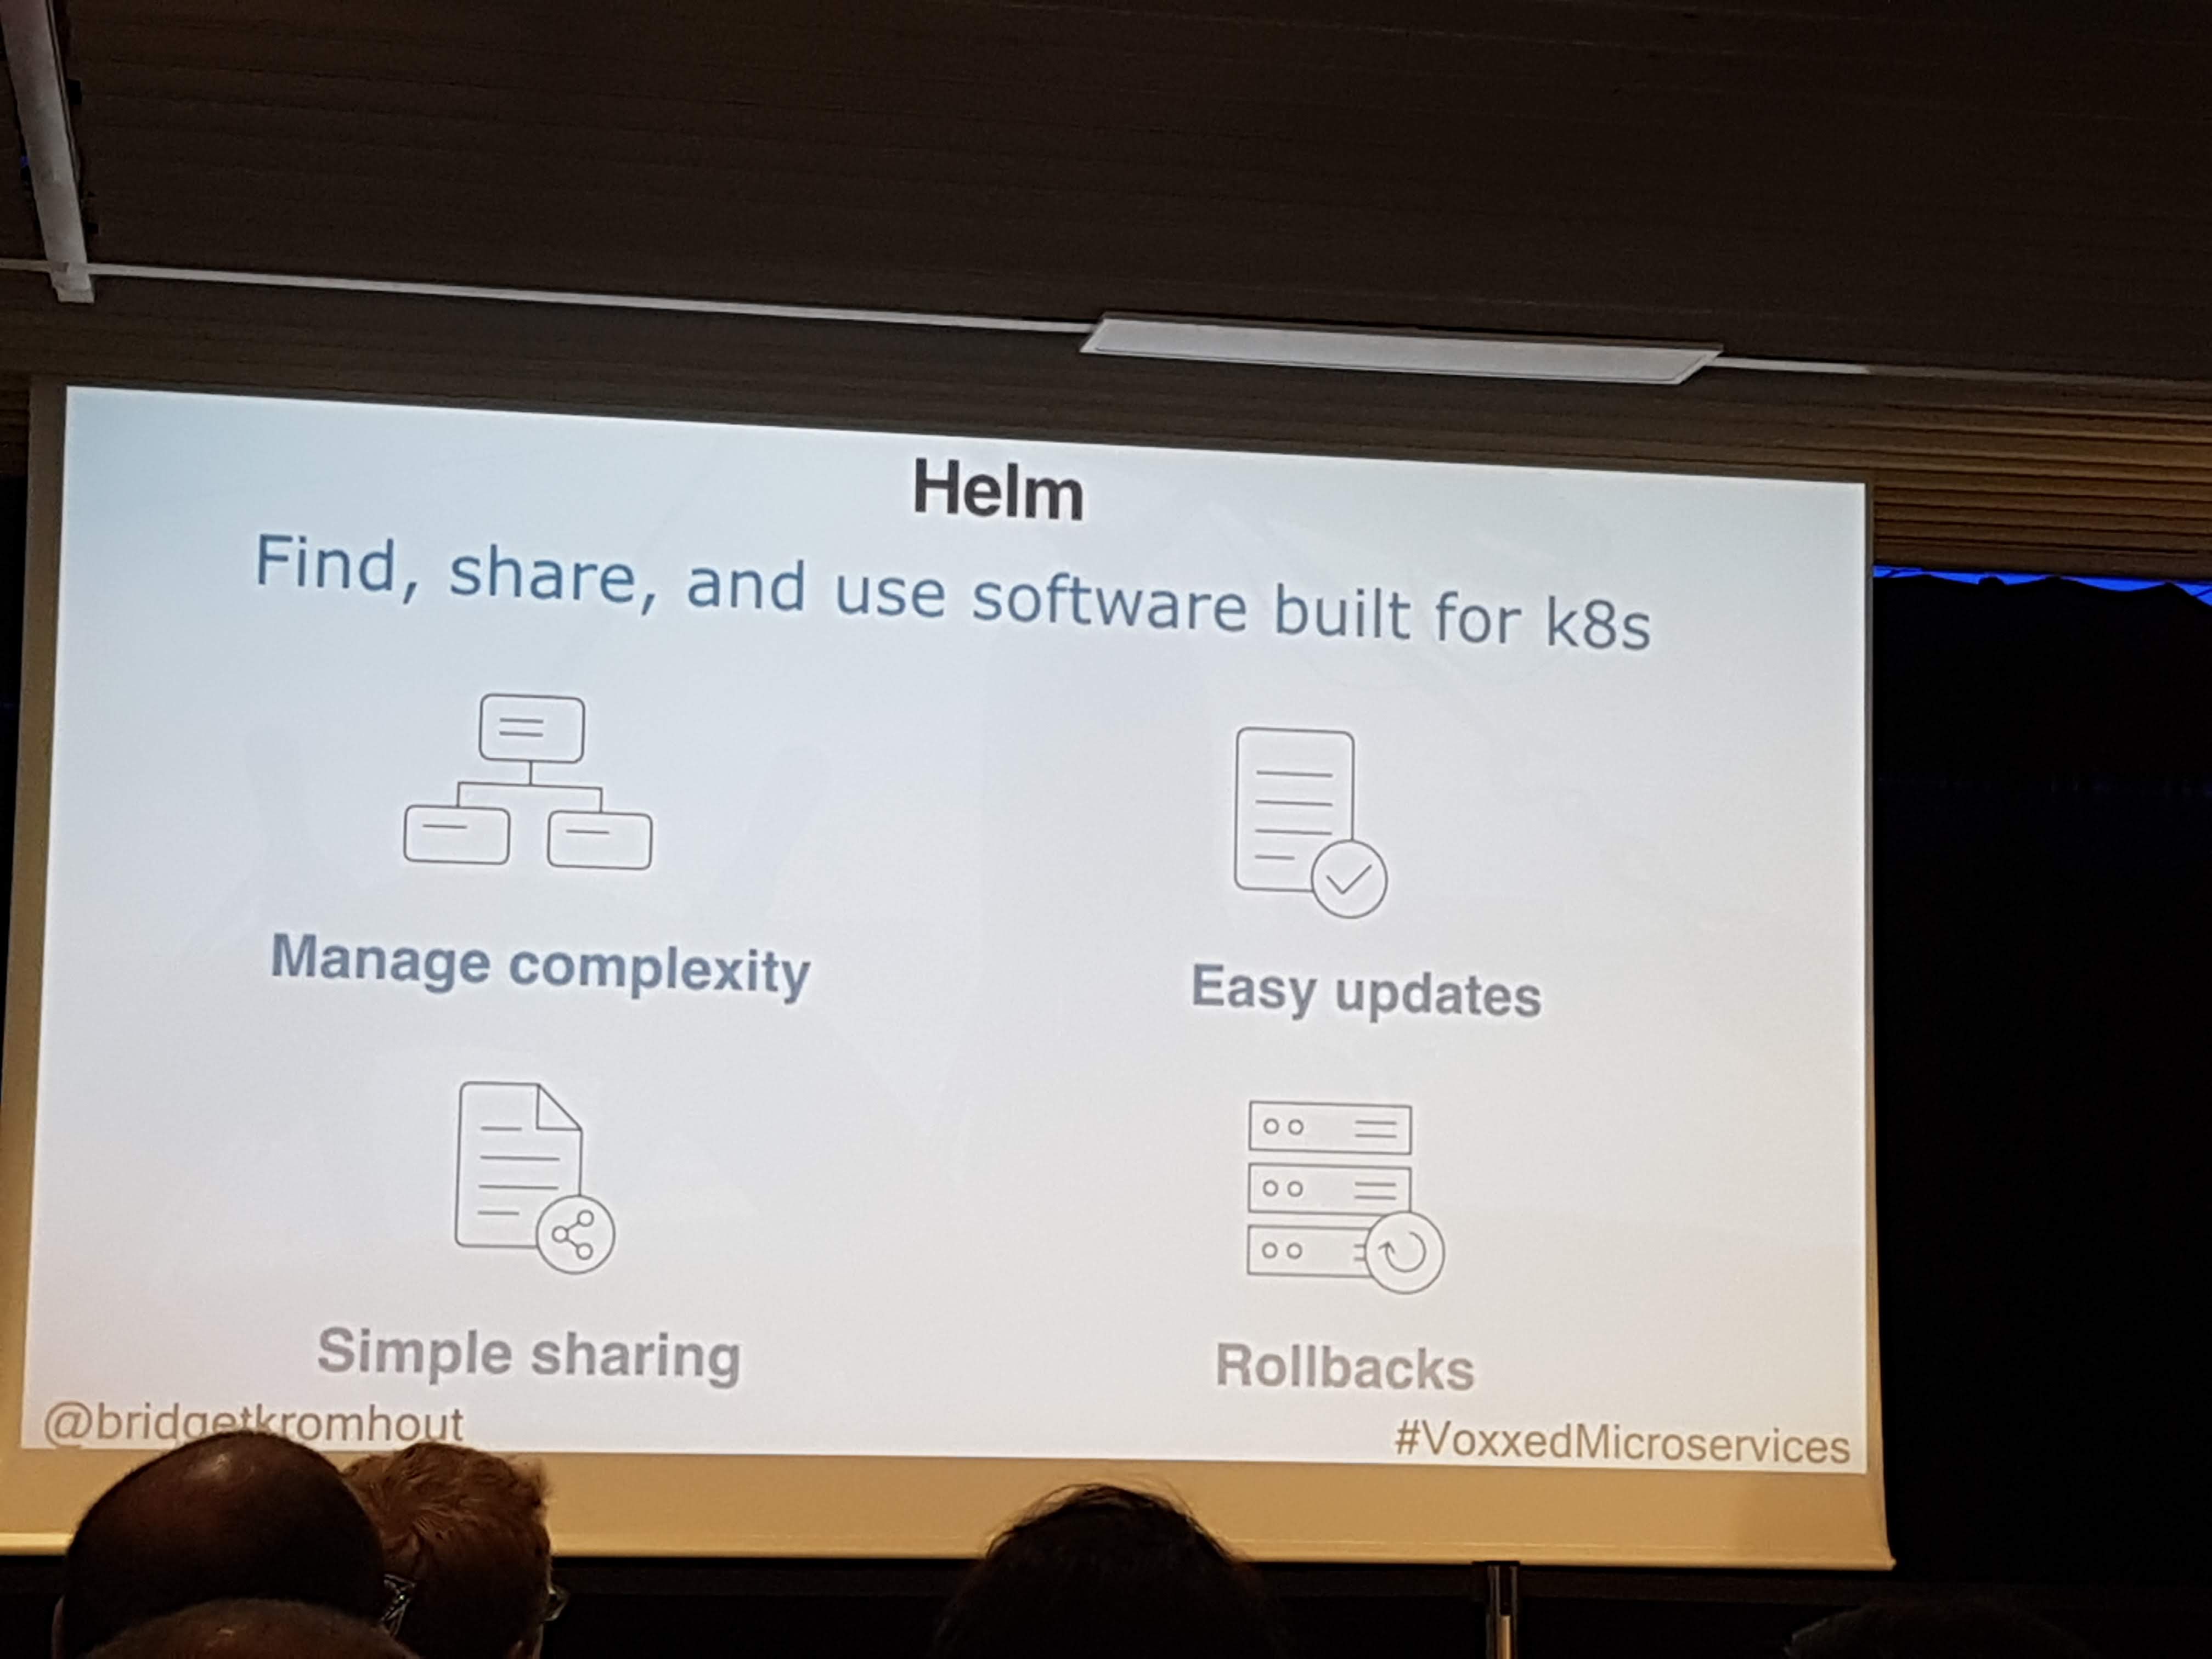 Helm
Find, share, and use software built for k8s
Manage complexity
Easy updates
Simple sharing
Rollbacks
@bridgetkromhout
#VoxxedMicroservices